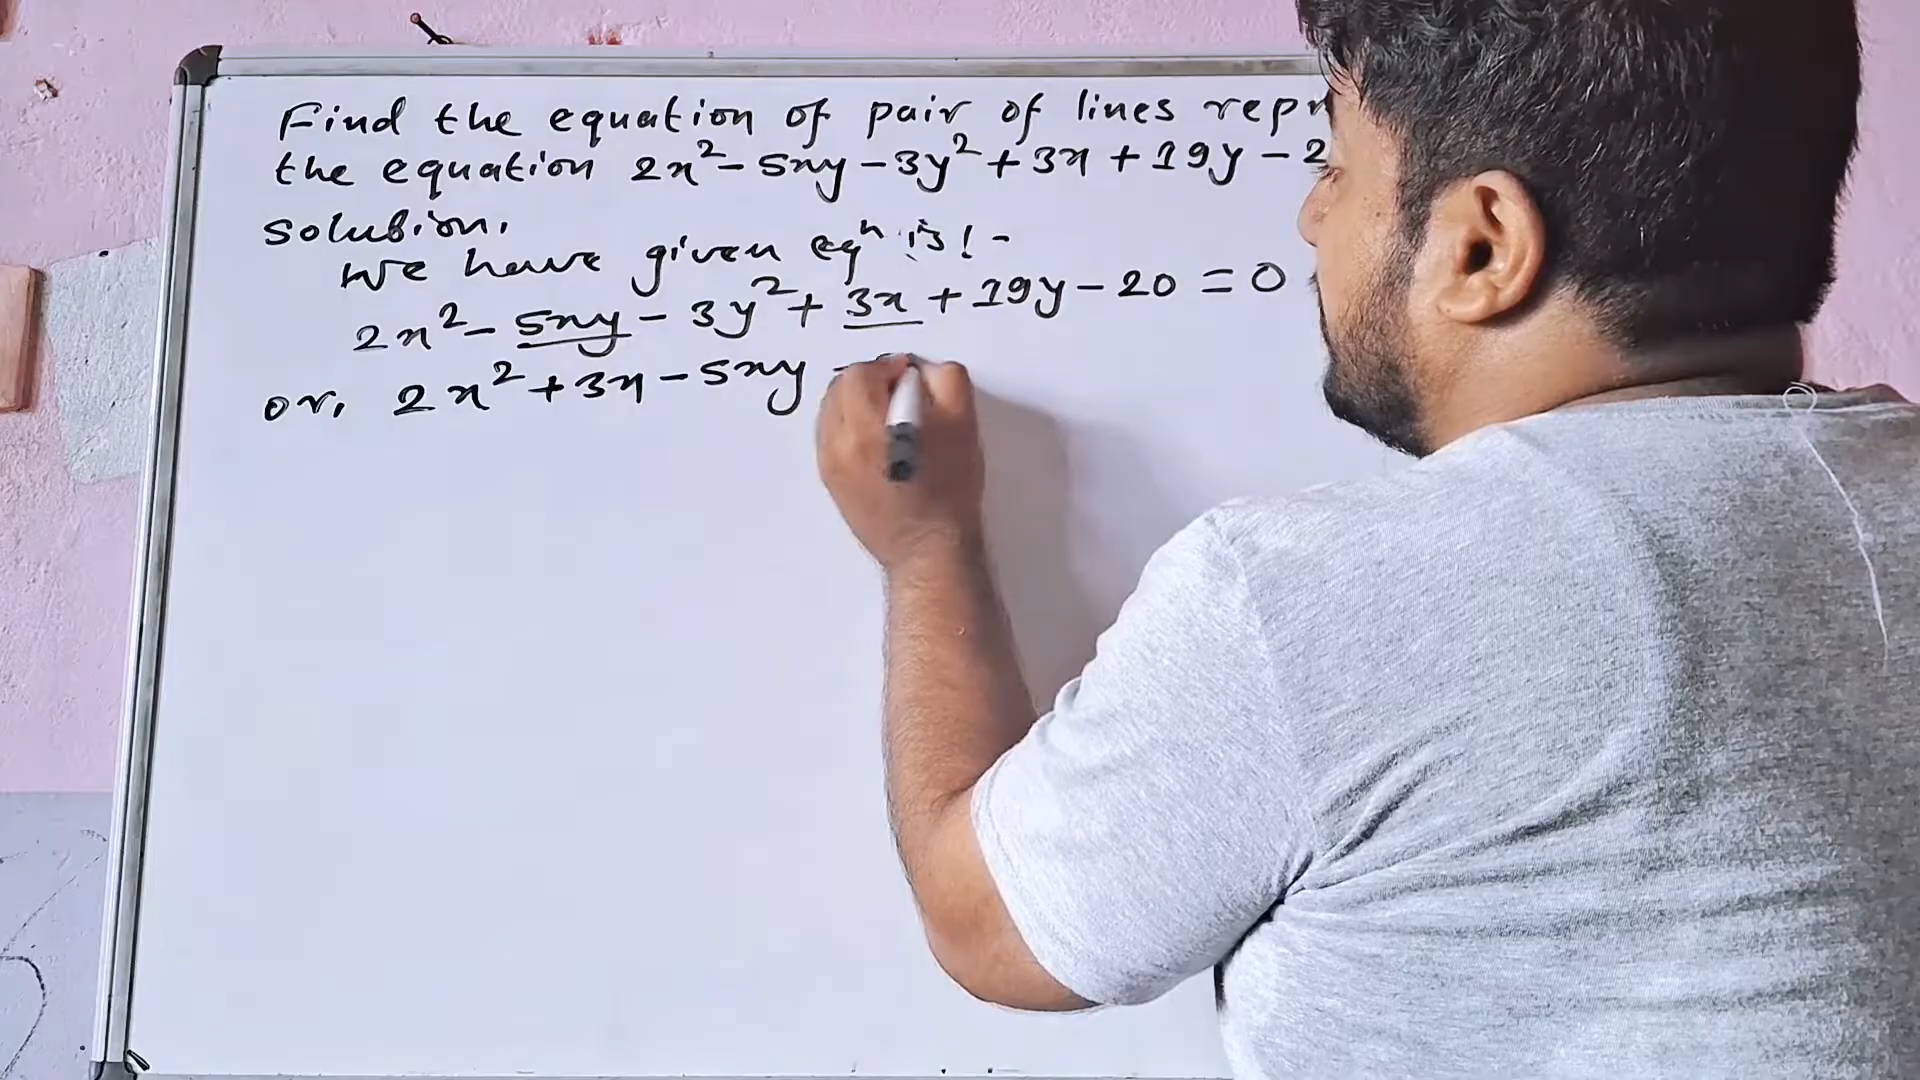 Find the equation of pair of lines repr
the equation 2x² - 5xy - 3y² + 3x + 19y - 2
solution.
We have given eqⁿ is! -
2x² - 5xy - 3y² + 3x + 19y - 20 = 0
or, 2x² + 3x - 5xy -